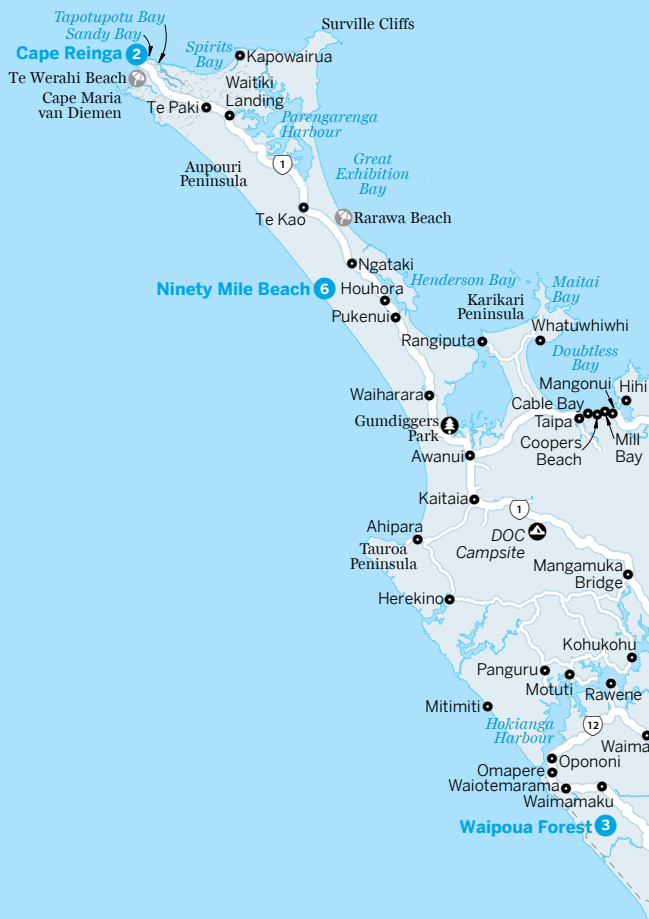 Tapotupotu Bay
Sandy Bay
Surville Cliffs
Cape Reinga 2
Spirits
Bay
Kapowairua
Te Werahi Beach
Cape Maria
van Diemen
Te Paki
Waitiki
Landing
Parengarenga
Harbour
1
Aupouri
Peninsula
Great
Exhibition
Bay
Te Kao
Rarawa Beach
Ngataki
Ninety Mile Beach 6
Houhora
Henderson Bay
Pukenui
Karikari
Peninsula
Maitai
Bay
Rangiputa
Whatuwhiwhi
Doubtless
Bay
Mangonui
Hihi
Waiharara
Cable Bay
Taipa
Gumdiggers
Park
Coopers
Beach
Mill
Bay
Awanui
Kaitaia
1
Ahipara
DOC
Campsite
Tauroa
Peninsula
Mangamuka
Bridge
Herekino
Kohukohu
Panguru
Motuti
Rawene
Mitimiti
Hokianga
Harbour
12
Waima
Opononi
Omapere
Waiotemarama
Waimamaku
Waipoua Forest 3